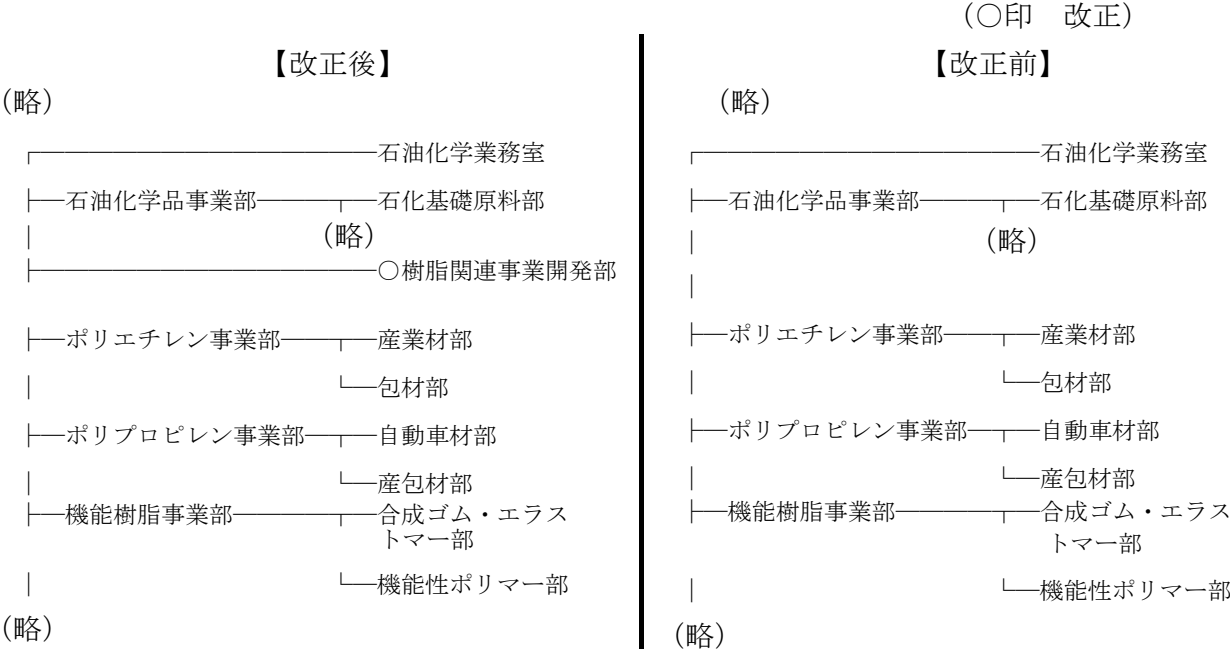 （○印　改正）
【改正後】
（略）
石油化学業務室
石油化学品事業部　石化基礎原料部
（略）
○樹脂関連事業開発部
ポリエチレン事業部　産業材部
包材部
ポリプロピレン事業部　自動車材部
産包材部
機能樹脂事業部　合成ゴム・エラス
トマー部
機能性ポリマー部
（略）
【改正前】
（略）
石油化学業務室
石油化学品事業部　石化基礎原料部
（略）
ポリエチレン事業部　産業材部
包材部
ポリプロピレン事業部　自動車材部
産包材部
機能樹脂事業部　合成ゴム・エラス
トマー部
機能性ポリマー部
（略）